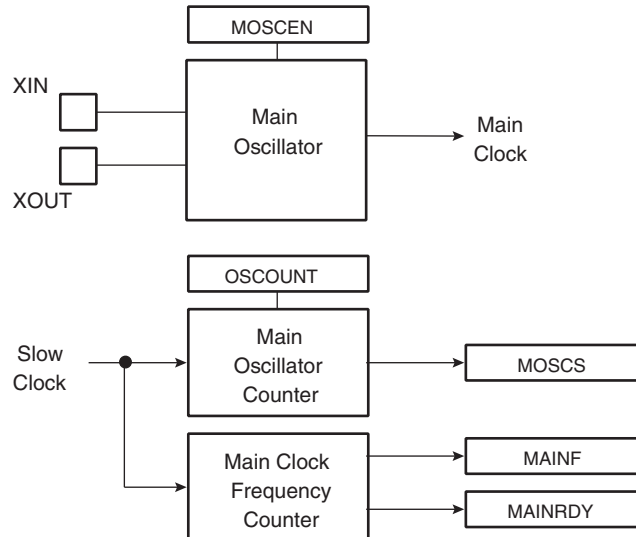 MOSCEN
XIN
XOUT
Main
Oscillator
Main
Clock
OSCOUNT
Slow
Clock
Main
Oscillator
Counter
MOSCS
Main Clock
Frequency
Counter
MAINF
MAINRDY